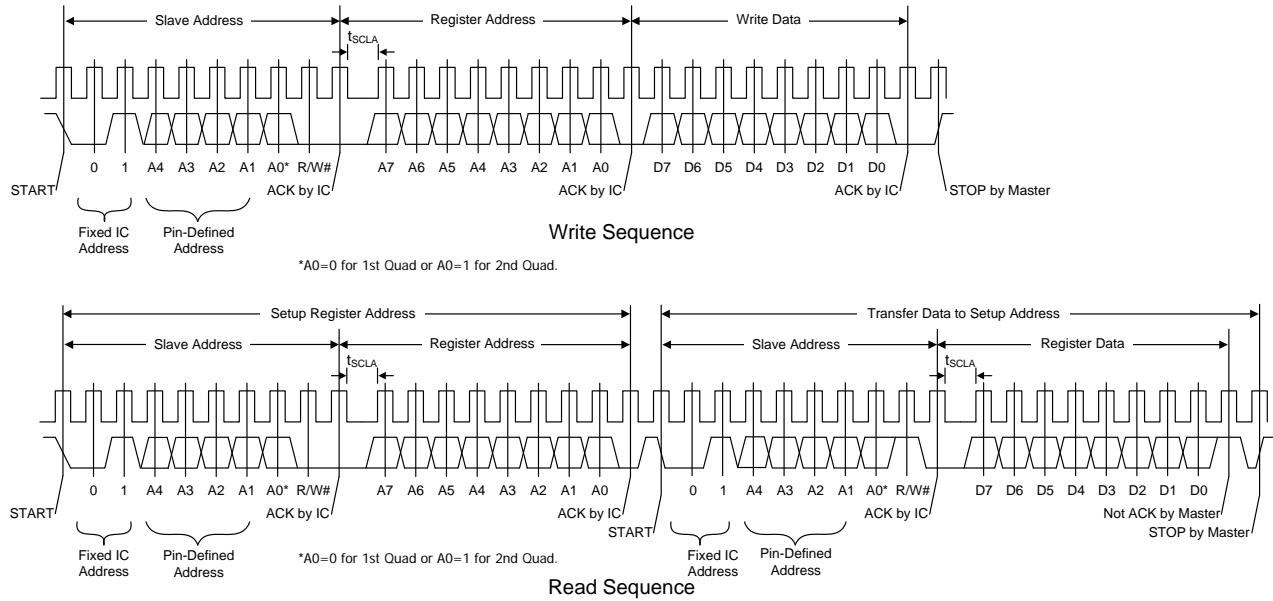 Slave Address Register Address Write Data
tSCLA
0 1 A4 A3 A2 A1 A0* R/W# A7 A6 A5 A4 A3 A2 A1 A0 D7 D6 D5 D4 D3 D2 D1 D0
START ACK by IC ACK by IC ACK by IC STOP by Master
Fixed IC Address Pin-Defined Address
Write Sequence
*A0=0 for 1st Quad or A0=1 for 2nd Quad.
Setup Register Address Transfer Data to Setup Address
Slave Address Register Address Slave Address Register Data
tSCLA tSCLA
0 1 A4 A3 A2 A1 A0* R/W# A7 A6 A5 A4 A3 A2 A1 A0 0 1 A4 A3 A2 A1 A0* R/W# D7 D6 D5 D4 D3 D2 D1 D0
START ACK by IC ACK by IC ACK by IC Not ACK by Master
START STOP by Master
Fixed IC Address Pin-Defined Address Fixed IC Address Pin-Defined Address
*A0=0 for 1st Quad or A0=1 for 2nd Quad.
Read Sequence